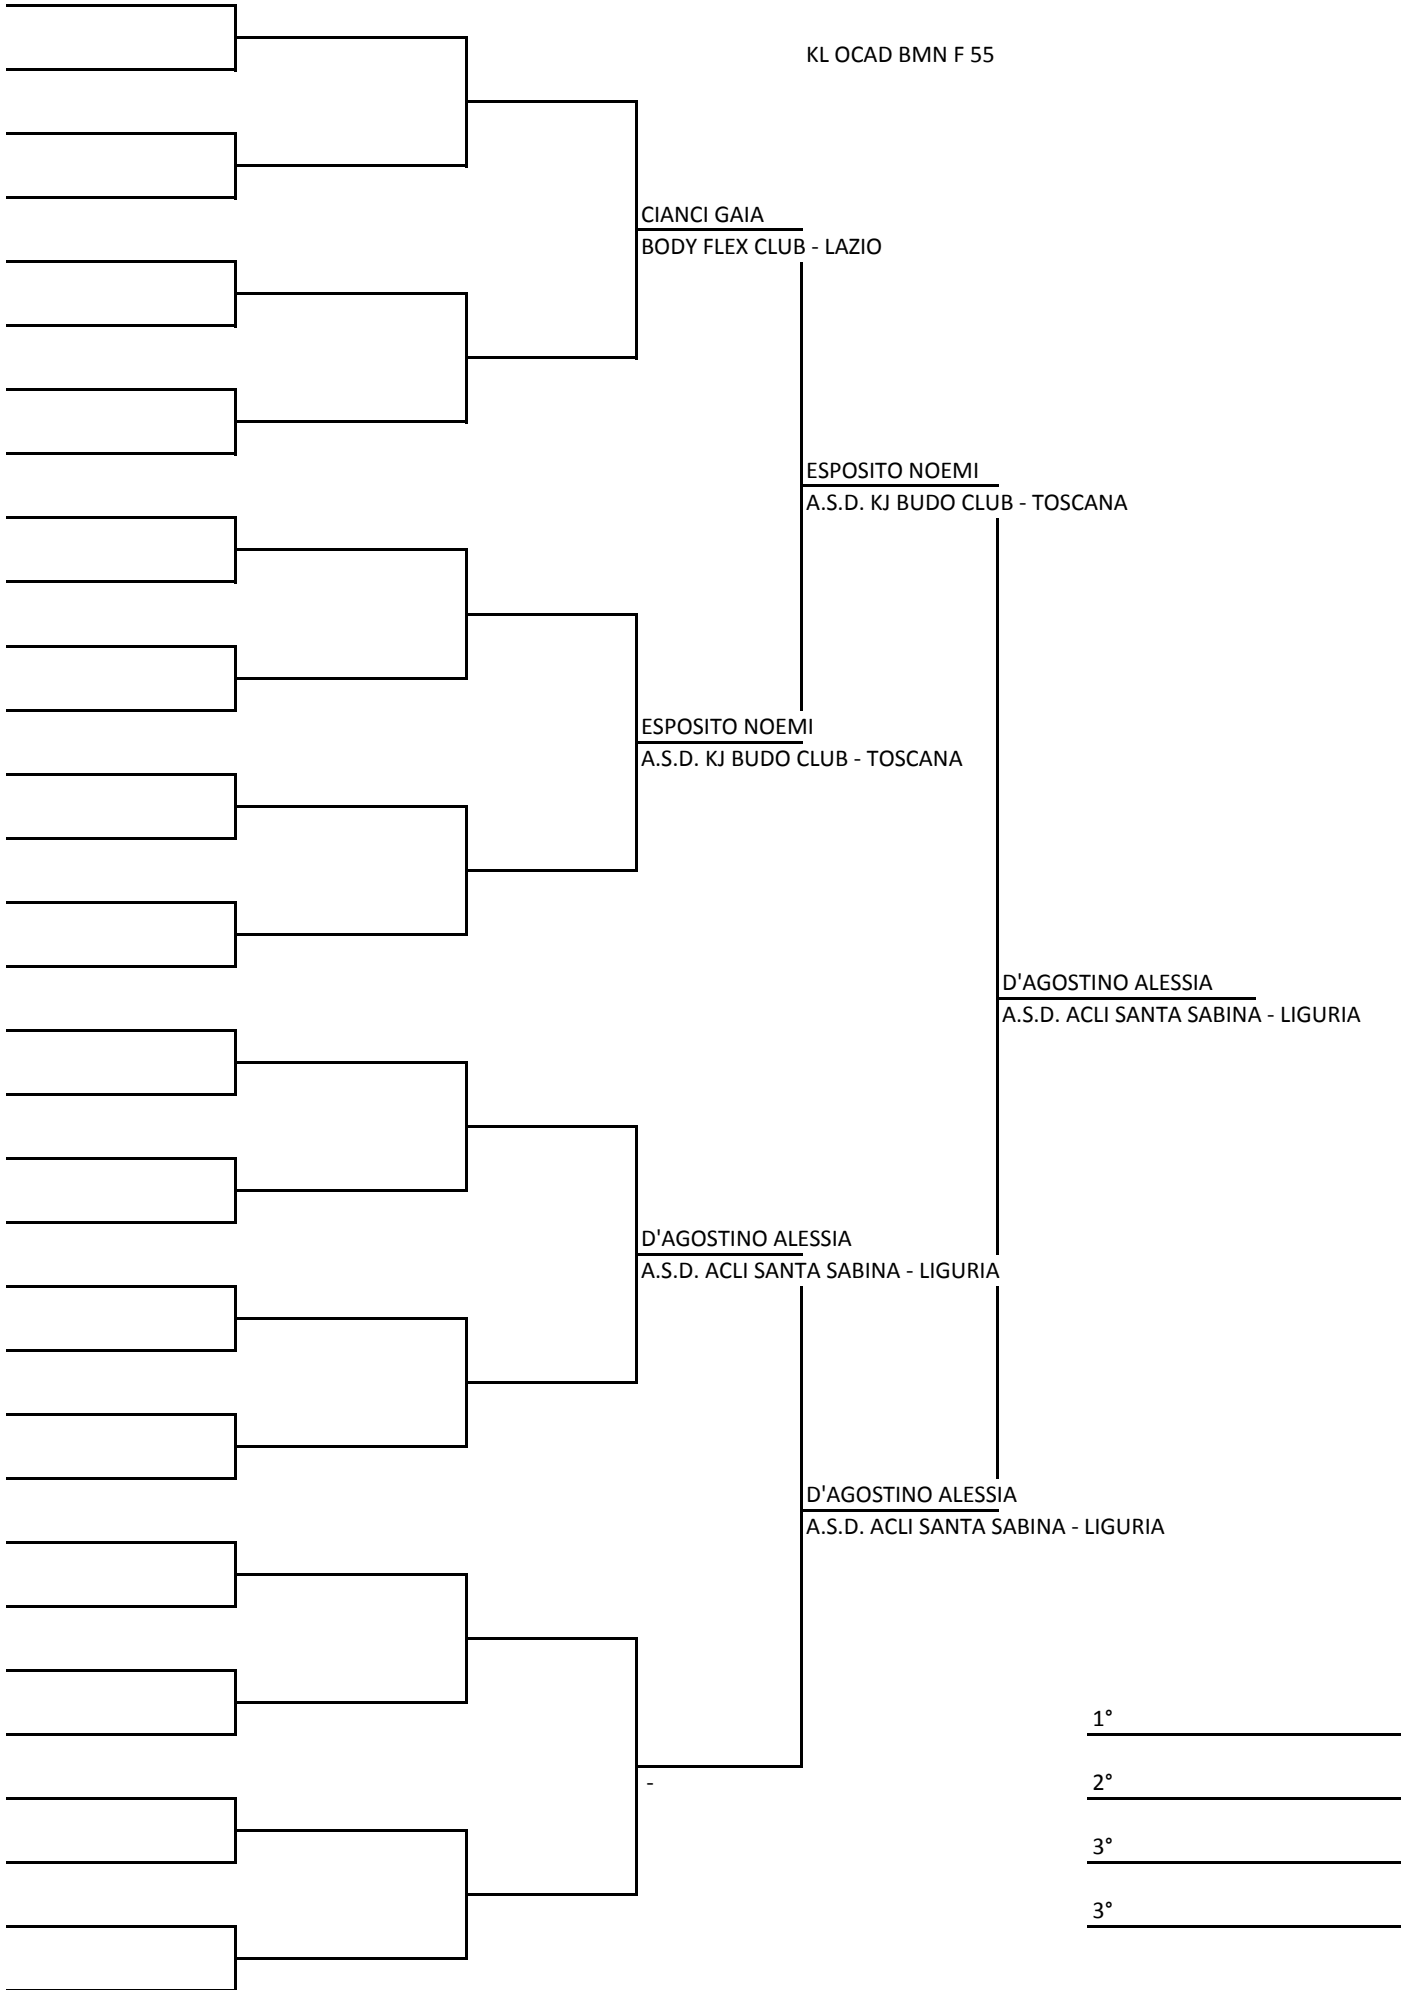 KL OCAD BMN F 55
CIANCI GAIA
BODY FLEX CLUB - LAZIO
ESPOSITO NOEMI
A.S.D. KJ BUDO CLUB - TOSCANA
ESPOSITO NOEMI
A.S.D. KJ BUDO CLUB - TOSCANA
D'AGOSTINO ALESSIA
A.S.D. ACLI SANTA SABINA - LIGURIA
D'AGOSTINO ALESSIA
A.S.D. ACLI SANTA SABINA - LIGURIA
D'AGOSTINO ALESSIA
A.S.D. ACLI SANTA SABINA - LIGURIA
1°
-
2°
3°
3°